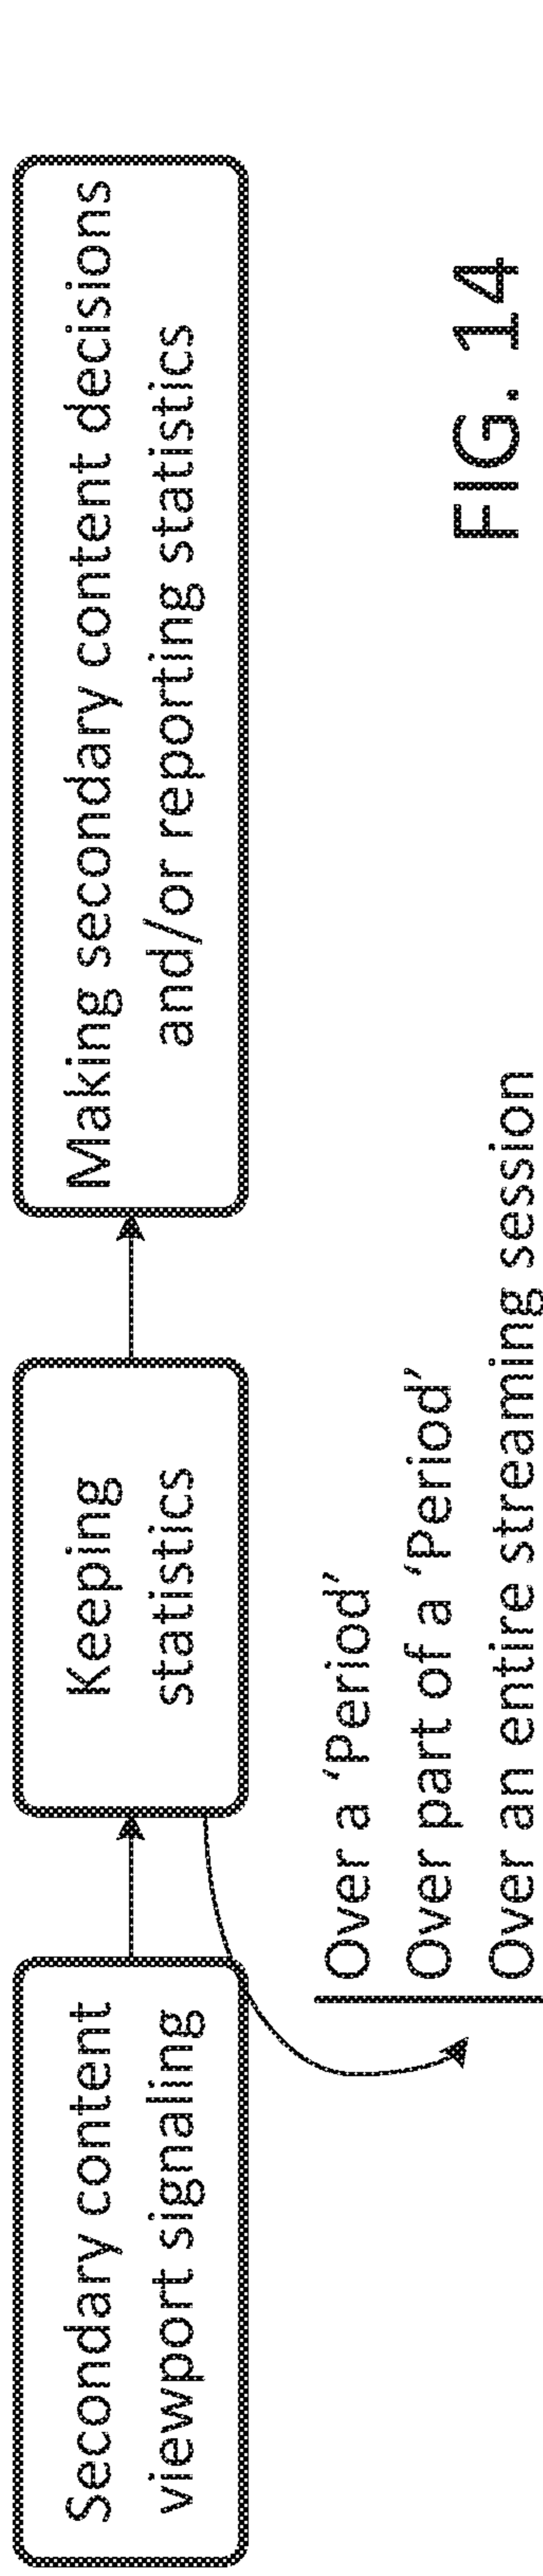 Secondary content
viewport signaling
Keeping
statistics
Making secondary content decisions
and/or reporting statistics
Over a ‘Period’
Over part of a ‘Period’
Over an entire streaming session
FIG. 14